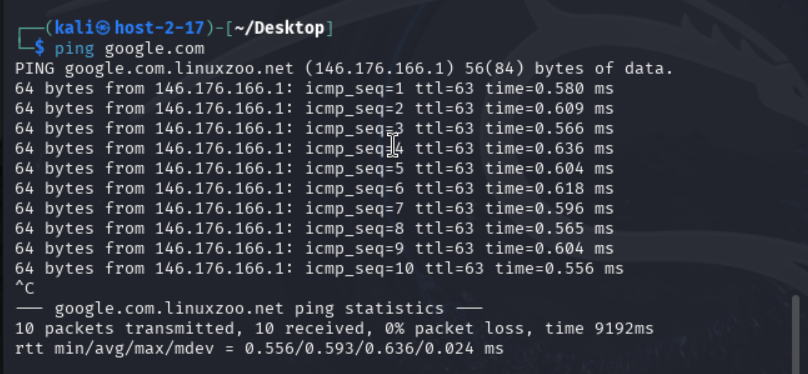 ┌──(kali㉿host-2-17)-[~/Desktop]
└─$ ping google.com
PING google.com.linuxzoo.net (146.176.166.1) 56(84) bytes of data.
64 bytes from 146.176.166.1: icmp_seq=1 ttl=63 time=0.580 ms
64 bytes from 146.176.166.1: icmp_seq=2 ttl=63 time=0.609 ms
64 bytes from 146.176.166.1: icmp_seq=3 ttl=63 time=0.566 ms
64 bytes from 146.176.166.1: icmp_seq=4 ttl=63 time=0.636 ms
64 bytes from 146.176.166.1: icmp_seq=5 ttl=63 time=0.604 ms
64 bytes from 146.176.166.1: icmp_seq=6 ttl=63 time=0.618 ms
64 bytes from 146.176.166.1: icmp_seq=7 ttl=63 time=0.596 ms
64 bytes from 146.176.166.1: icmp_seq=8 ttl=63 time=0.565 ms
64 bytes from 146.176.166.1: icmp_seq=9 ttl=63 time=0.604 ms
64 bytes from 146.176.166.1: icmp_seq=10 ttl=63 time=0.556 ms
^C
--- google.com.linuxzoo.net ping statistics ---
10 packets transmitted, 10 received, 0% packet loss, time 9192ms
rtt min/avg/max/mdev = 0.556/0.593/0.636/0.024 ms